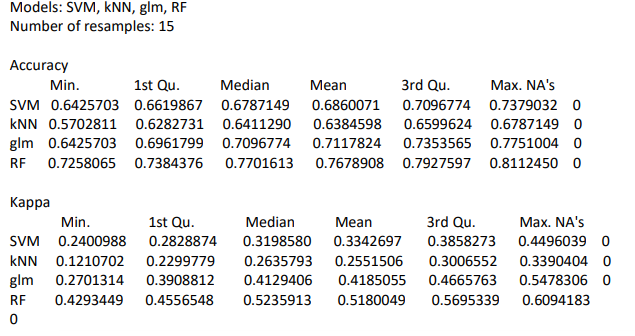 Models: SVM, kNN, glm, RF
Number of resamples: 15
Accuracy
Min. 1st Qu. Median Mean 3rd Qu. Max. NA's
SVM 0.6425703 0.6619867 0.6787149 0.6860071 0.7096774 0.7379032 0
kNN 0.5702811 0.6282731 0.6411290 0.6384598 0.6599624 0.6787149 0
glm 0.6425703 0.6961799 0.7096774 0.7117824 0.7353565 0.7751004 0
RF 0.7258065 0.7384376 0.7701613 0.7678908 0.7927597 0.8112450 0
Kappa
Min. 1st Qu. Median Mean 3rd Qu. Max. NA's
SVM 0.2400988 0.2828874 0.3198580 0.3342697 0.3858273 0.4496039 0
kNN 0.1210702 0.2299779 0.2635793 0.2551506 0.3006552 0.3390404 0
glm 0.2701314 0.3908812 0.4129406 0.4185055 0.4665763 0.5478306 0
RF 0.4293449 0.4556548 0.5235913 0.5180049 0.5695339 0.6094183
0